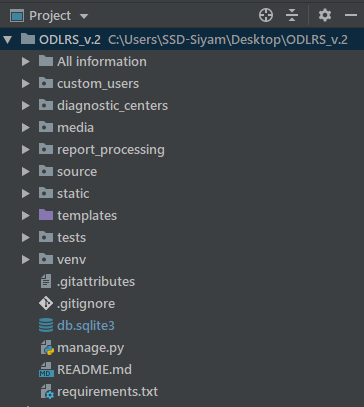 Project
ODLRS_v.2 C:\Users\SSD-Siyam\Desktop\ODLRS_v.2
All information
custom_users
diagnostic_centers
media
report_processing
source
static
templates
tests
venv
.gitattributes
.gitignore
db.sqlite3
manage.py
MD README.md
requirements.txt